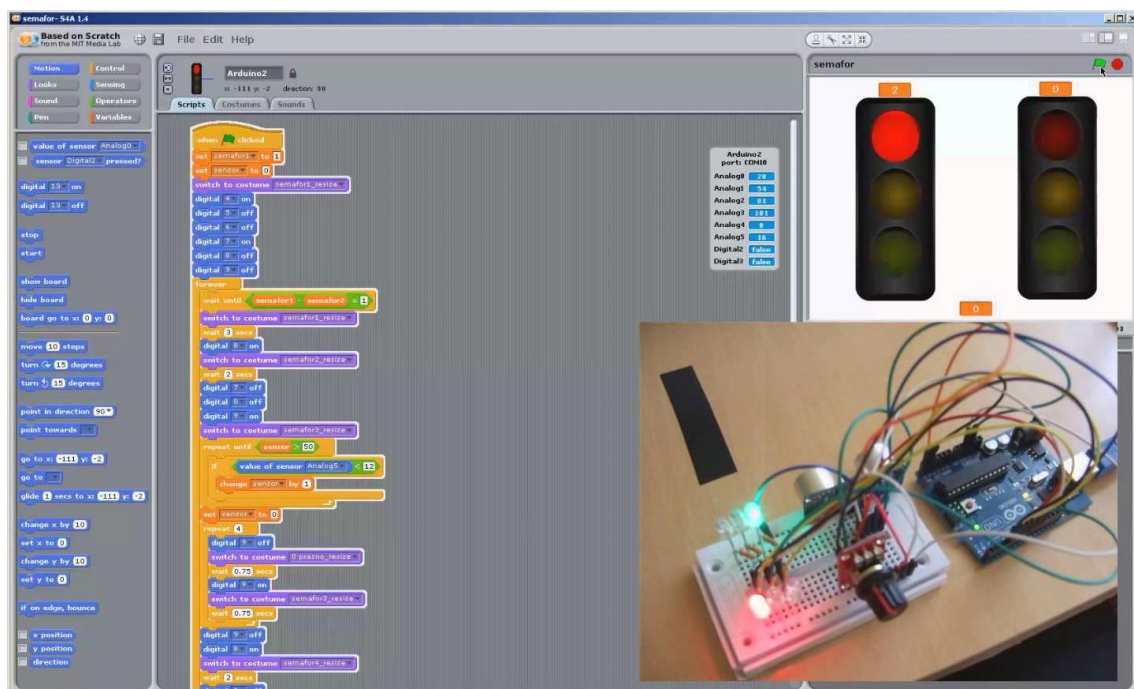 semafor- S4A 1.4
Based on Scratch
from the MIT Media Lab
File Edit Help
Motion
Control
Looks
Sensing
Sound
Operators
Pen
Variables
value of sensor Analog0
sensor Digital2 pressed?
digital 13 on
digital 13 off
stop
start
show board
hide board
board go to x: 0 y: 0
move 10 steps
turn 15 degrees
turn 15 degrees
point in direction 90
point towards
go to x: -111 y: -2
go to
glide 1 secs to x: -111 y: -2
change x by 10
set x to 0
change y by 10
set y to 0
if on edge, bounce
x position
y position
direction
Arduino2
x: -111 y: -2 direction: 90
Scripts
Costumes
Sounds
when clicked
set semafor1 to 1
set senzor to 0
switch to costume semafor1_resize
digital 4 on
digital 5 off
digital 6 off
digital 7 on
digital 8 off
digital 9 off
forever
wait until semafor1 - semafor2 = 1
switch to costume semafor1_resize
wait 3 secs
digital 8 on
switch to costume semafor2_resize
wait 2 secs
digital 7 off
digital 8 off
digital 9 on
switch to costume semafor3_resize
repeat until senzor > 50
if value of sensor Analog5 < 12
change senzor by 1
set senzor to 0
repeat 4
digital 9 off
switch to costume 0 prazno_resize
wait 0.75 secs
digital 9 on
switch to costume semafor3_resize
wait 0.75 secs
digital 9 off
digital 8 on
switch to costume semafor4_resize
wait 2 secs
Arduino2
port: COM10
Analog0 20
Analog1 54
Analog2 81
Analog3 101
Analog4 0
Analog5 16
Digital2 false
Digital3 false
semafor
2
0
0
UNO